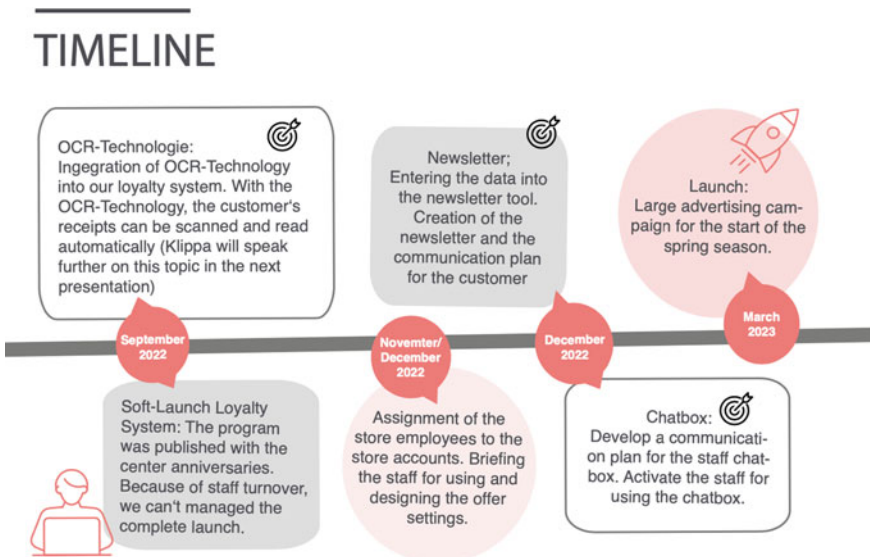 TIMELINE
OCR-Technologie:
Ingegration of OCR-Technology
into our loyalty system. With the
OCR-Technology, the customer's
receipts can be scanned and read
automatically (Klippa will speak
further on this topic in the next
presentation)
September
2022
Soft-Launch Loyalty
System: The program
was published with the
center anniversaries.
Because of staff turnover,
we can't managed the
complete launch.
Novemter/
December
2022
Assignment of the
store employees to the
store accounts. Briefing
the staff for using and
designing the offer
settings.
Newsletter;
Entering the data into
the newsletter tool.
Creation of the
newsletter and the
communication plan
for the customer
December
2022
Chatbox:
Develop a communicati-
on plan for the staff chat-
box. Activate the staff for
using the chatbox.
Launch:
Large advertising cam-
paign for the start of the
spring season.
March
2023